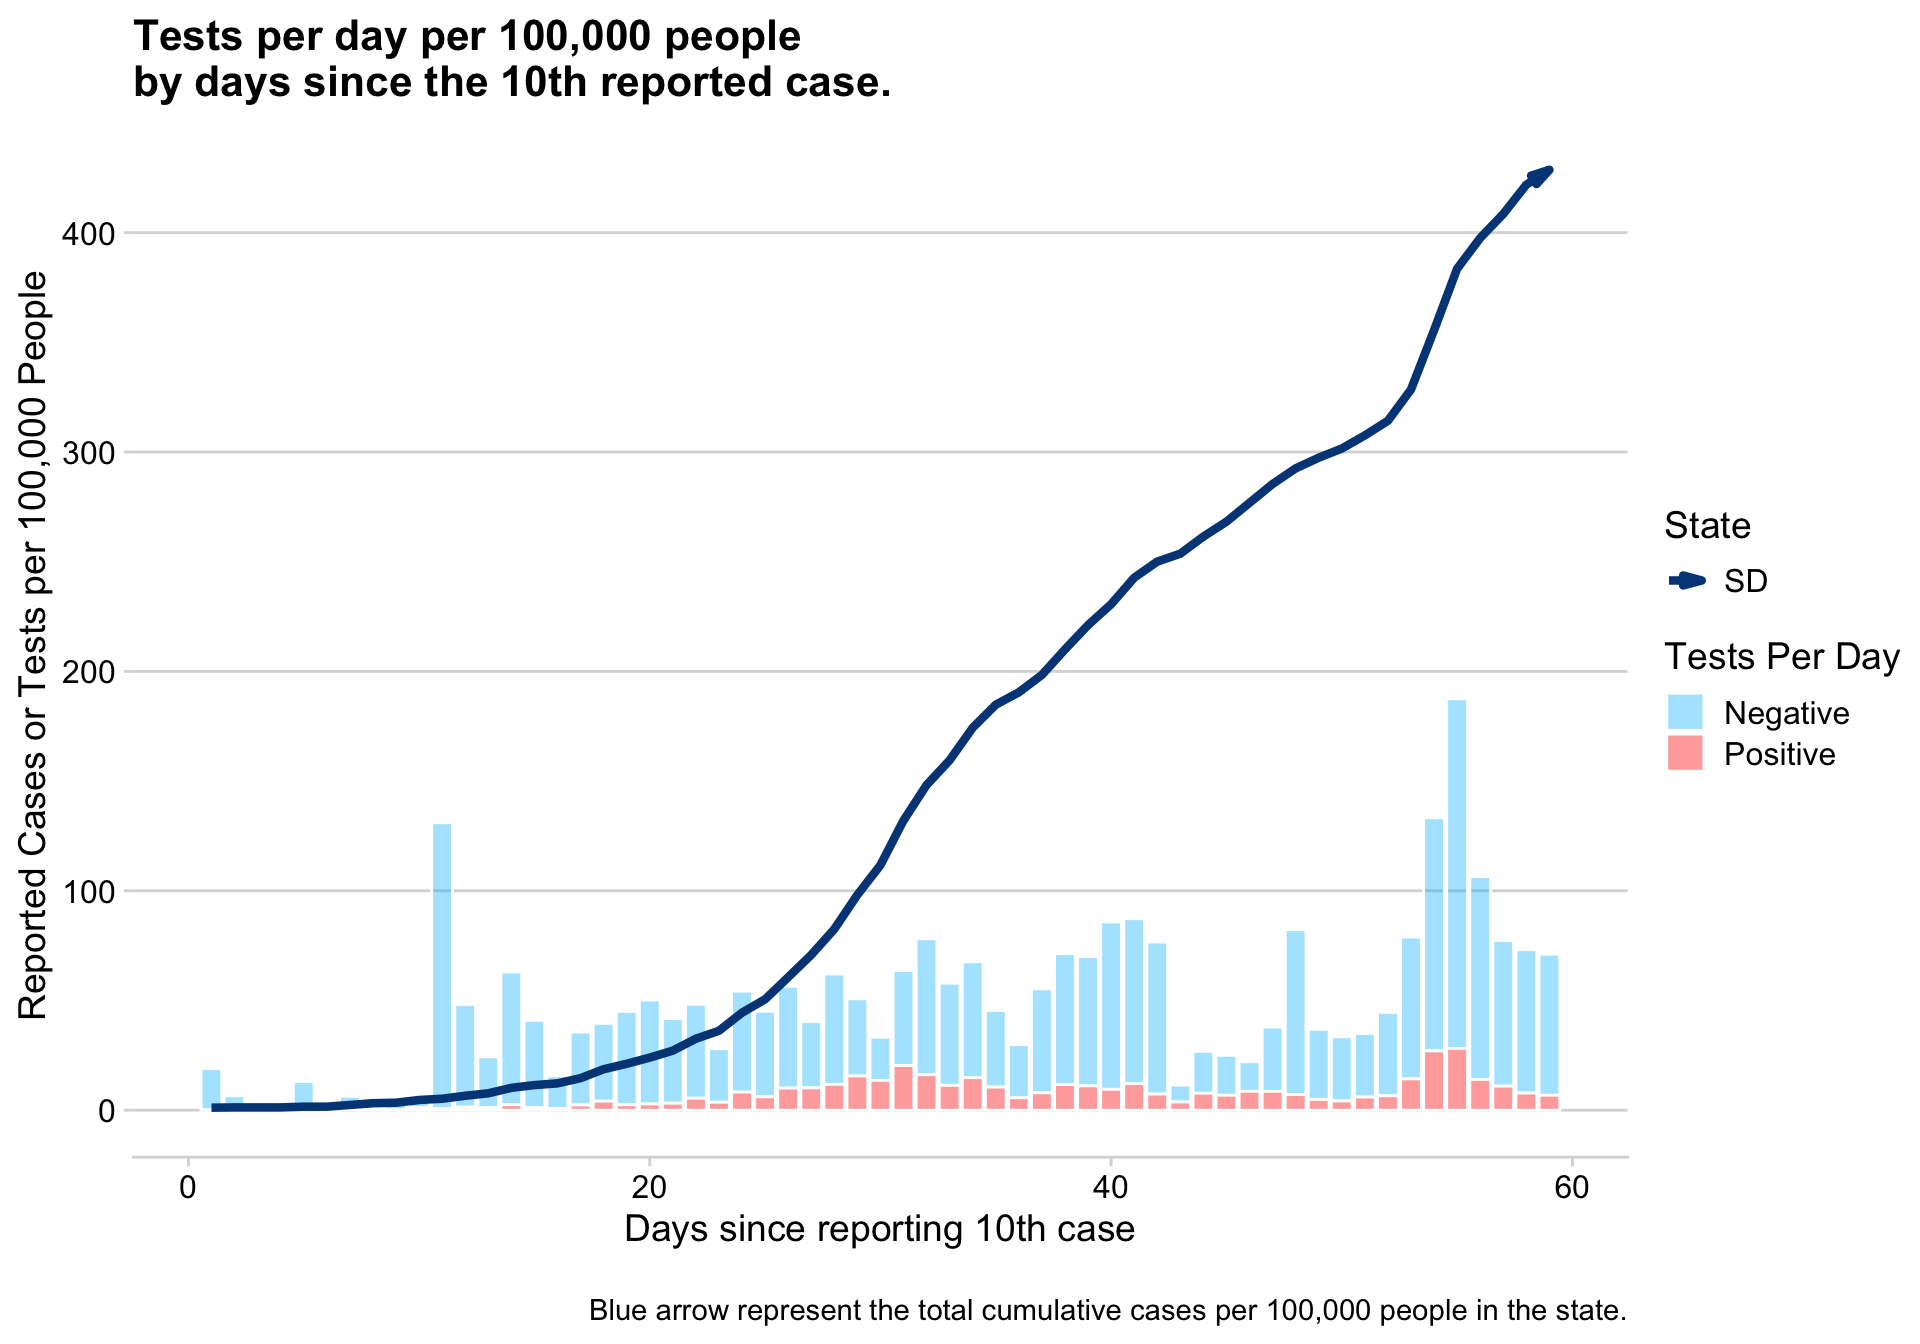 Tests per day per 100,000 people
by days since the 10th reported case.
Reported Cases or Tests per 100,000 People
400
300
200
100
0
0
20
40
60
Days since reporting 10th case
State
SD
Tests Per Day
Negative
Positive
Blue arrow represent the total cumulative cases per 100,000 people in the state.